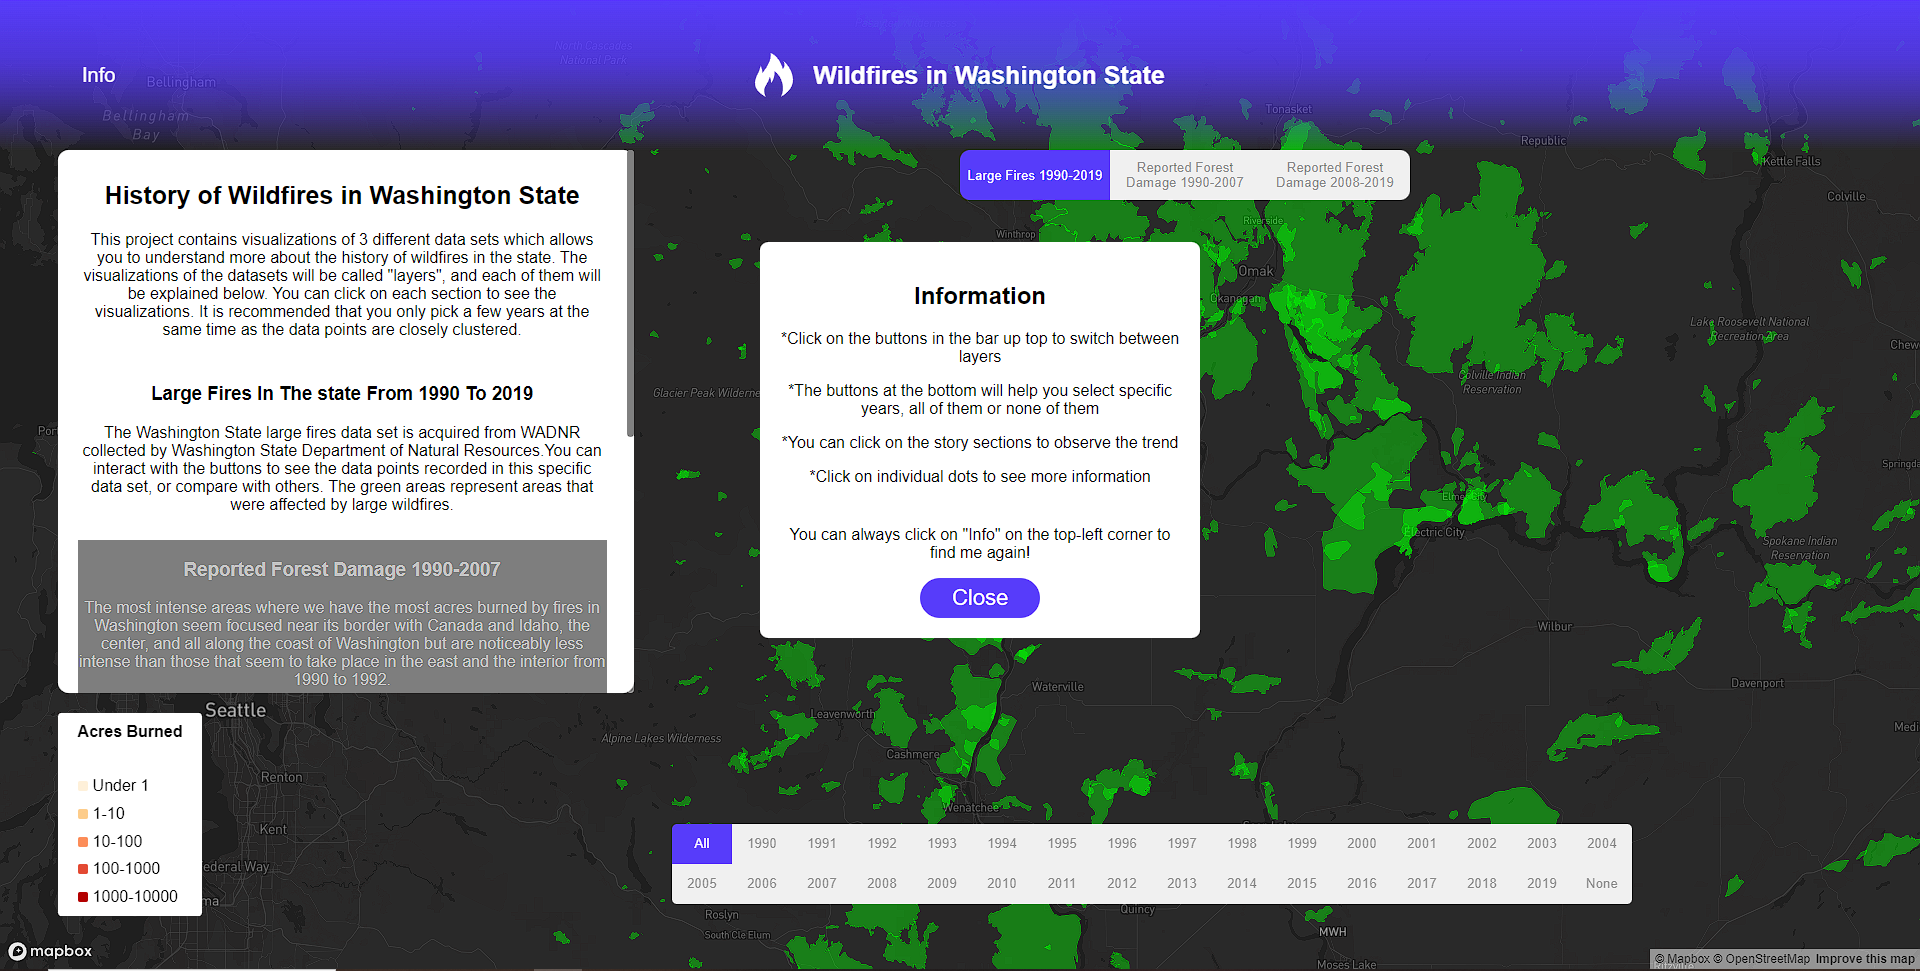 Info
Wildfires in Washington State
North Cascades
National Park
Bellingham
Bellingham
Bay
Tonasket
Republic
Kettle Falls
Colville
Large Fires 1990-2019
Reported Forest
Damage 1990-2007
Reported Forest
Damage 2008-2019
History of Wildfires in Washington State
This project contains visualizations of 3 different data sets which allows
you to understand more about the history of wildfires in the state. The
visualizations of the datasets will be called "layers", and each of them will
be explained below. You can click on each section to see the
visualizations. It is recommended that you only pick a few years at the
same time as the data points are closely clustered.
Large Fires In The state From 1990 To 2019
The Washington State large fires data set is acquired from WADNR
collected by Washington State Department of Natural Resources.You can
interact with the buttons to see the data points recorded in this specific
data set, or compare with others. The green areas represent areas that
were affected by large wildfires.
Reported Forest Damage 1990-2007
The most intense areas where we have the most acres burned by fires in
Washington seem focused near its border with Canada and Idaho, the
center, and all along the coast of Washington but are noticeably less
intense than those that seem to take place in the east and the interior from
1990 to 1992.
Winthrop
Riverside
Omak
Okanogan
Lake Roosevelt National
Recreation Area
Chew
Glacier Peak Wilderne
Colville Indian
Reservation
Por
Information
*Click on the buttons in the bar up top to switch between
layers
*The buttons at the bottom will help you select specific
years, all of them or none of them
*You can click on the story sections to observe the trend
*Click on individual dots to see more information
You can always click on "Info" on the top-left corner to
find me again!
Close
Springda
Elmer City
Electric City
Spokane Indian
Reservation
Wilbur
Davenport
Medi
Waterville
Leavenworth
Alpine Lakes Wilderness
Cashmere
Wenatchee
Seattle
Renton
Kent
ederal Way
ma
Acres Burned
Under 1
1-10
10-100
100-1000
1000-10000
All 1990 1991 1992 1993 1994 1995 1996 1997 1998 1999 2000 2001 2002 2003 2004
2005 2006 2007 2008 2009 2010 2011 2012 2013 2014 2015 2016 2017 2018 2019 None
Roslyn
South Cle Elum
Quincy
MWH
Moses Lake
mapbox
© Mapbox © OpenStreetMap Improve this map